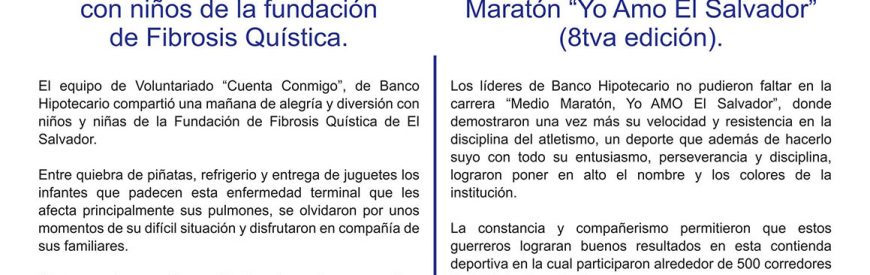 con niños de la fundación
de Fibrosis Quística.
El equipo de Voluntariado “Cuenta Conmigo”, de Banco
Hipotecario compartió una mañana de alegría y diversión con
niños y niñas de la Fundación de Fibrosis Quística de El
Salvador.
Entre quiebra de piñatas, refrigerio y entrega de juguetes los
infantes que padecen esta enfermedad terminal que les
afecta principalmente sus pulmones, se olvidaron por unos
momentos de su difícil situación y disfrutaron en compañía de
sus familiares.
Maratón “Yo Amo El Salvador”
(8tva edición).
Los líderes de Banco Hipotecario no pudieron faltar en la
carrera “Medio Maratón, Yo AMO El Salvador”, donde
demostraron una vez más su velocidad y resistencia en la
disciplina del atletismo, un deporte que además de hacerlo
suyo con todo su entusiasmo, perseverancia y disciplina,
lograron poner en alto el nombre y los colores de la
institución.
La constancia y compañerismo permitieron que estos
guerreros lograran buenos resultados en esta contienda
deportiva en la cual participaron alrededor de 500 corredores